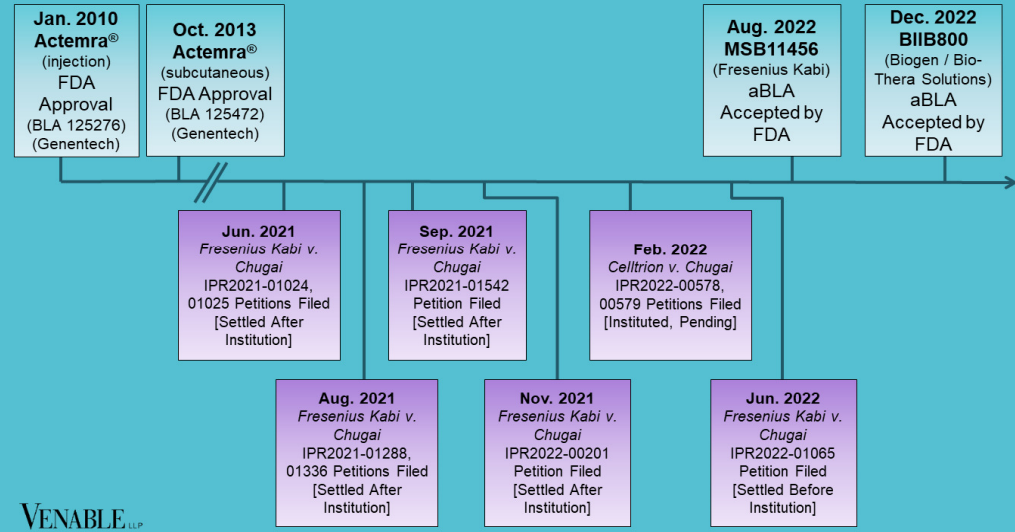 Jan. 2010
Actemra®
(injection)
FDA
Approval
(BLA 125276)
(Genentech)
Oct. 2013
Actemra®
(subcutaneous)
FDA Approval
(BLA 125472)
(Genentech)
Aug. 2022
MSB11456
(Fresenius Kabi)
aBLA
Accepted by
FDA
Dec. 2022
BIIB800
(Biogen / Bio-
Thera Solutions)
aBLA
Accepted by
FDA
Jun. 2021
Fresenius Kabi v.
Chugai
IPR2021-01024,
01025 Petitions Filed
[Settled After
Institution]
Sep. 2021
Fresenius Kabi v.
Chugai
IPR2021-01542
Petition Filed
[Settled After
Institution]
Feb. 2022
Celltrion v. Chugai
IPR2022-00578,
00579 Petitions Filed
[Instituted, Pending]
Aug. 2021
Fresenius Kabi v.
Chugai
IPR2021-01288,
01336 Petitions Filed
[Settled After
Institution]
Nov. 2021
Fresenius Kabi v.
Chugai
IPR2022-00201
Petition Filed
[Settled After
Institution]
Jun. 2022
Fresenius Kabi v.
Chugai
IPR2022-01065
Petition Filed
[Settled Before
Institution]
VENABLE LLP